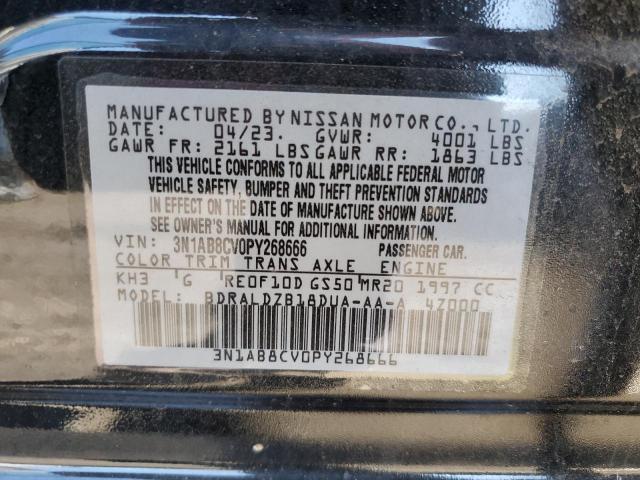 MANUFACTURED BY NISSAN MOTOR CO., LTD.
DATE: 04/23. GVWR: 4001 LBS
GAWR FR: 2161 LBS GAWR RR: 1863 LBS
THIS VEHICLE CONFORMS TO ALL APPLICABLE FEDERAL MOTOR
VEHICLE SAFETY, BUMPER AND THEFT PREVENTION STANDARDS
IN EFFECT ON THE DATE OF MANUFACTURE SHOWN ABOVE.
SEE OWNER'S MANUAL FOR ADDITIONAL INFORMATION.
VIN: 3N1AB8CV0PY268666 PASSENGER CAR.
COLOR TRIM TRANS AXLE ENGINE
KH3 'G RE0F10D GS50 MR20 1997 CC
MODEL: BDRALDZB18DUA-AA-A 4Z000
3N1AB8CV0PY268666